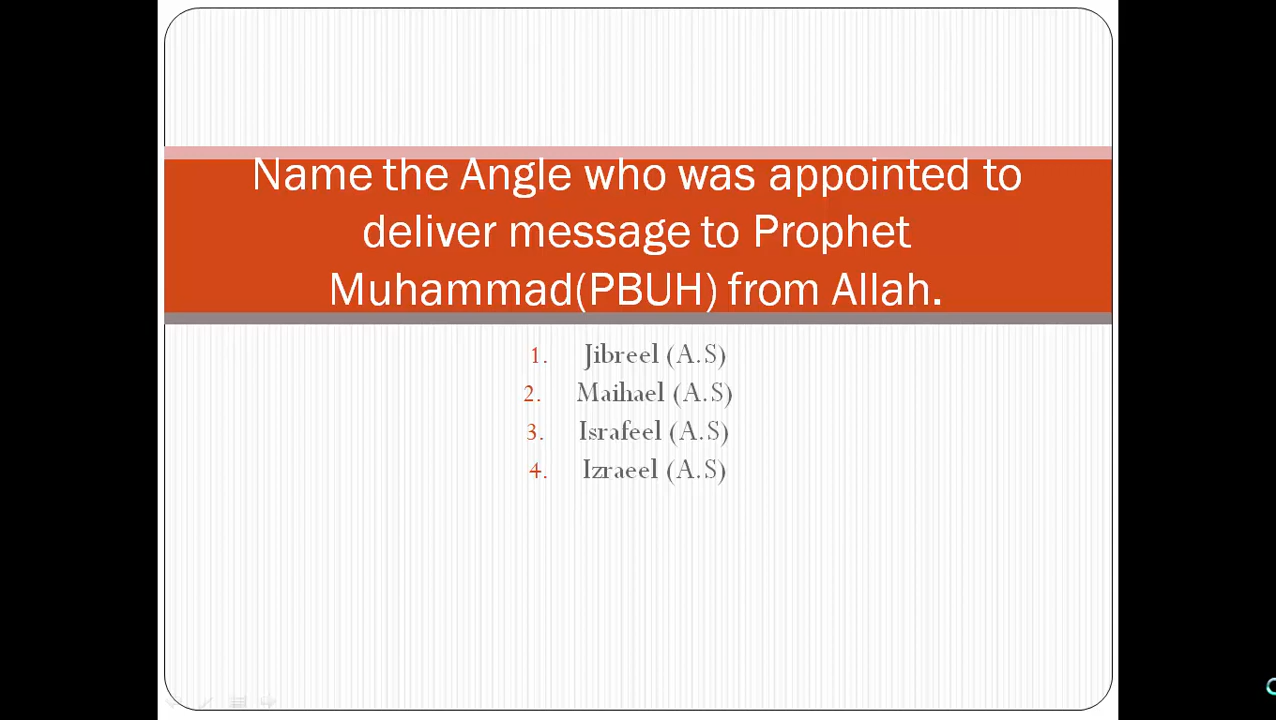 Name the Angle who was appointed to
deliver message to Prophet
Muhammad(PBUH) from Allah.
1. Jibreel (A.S)
2. Maihael (A.S)
3. Israfeel (A.S)
4. Izraeel (A.S)